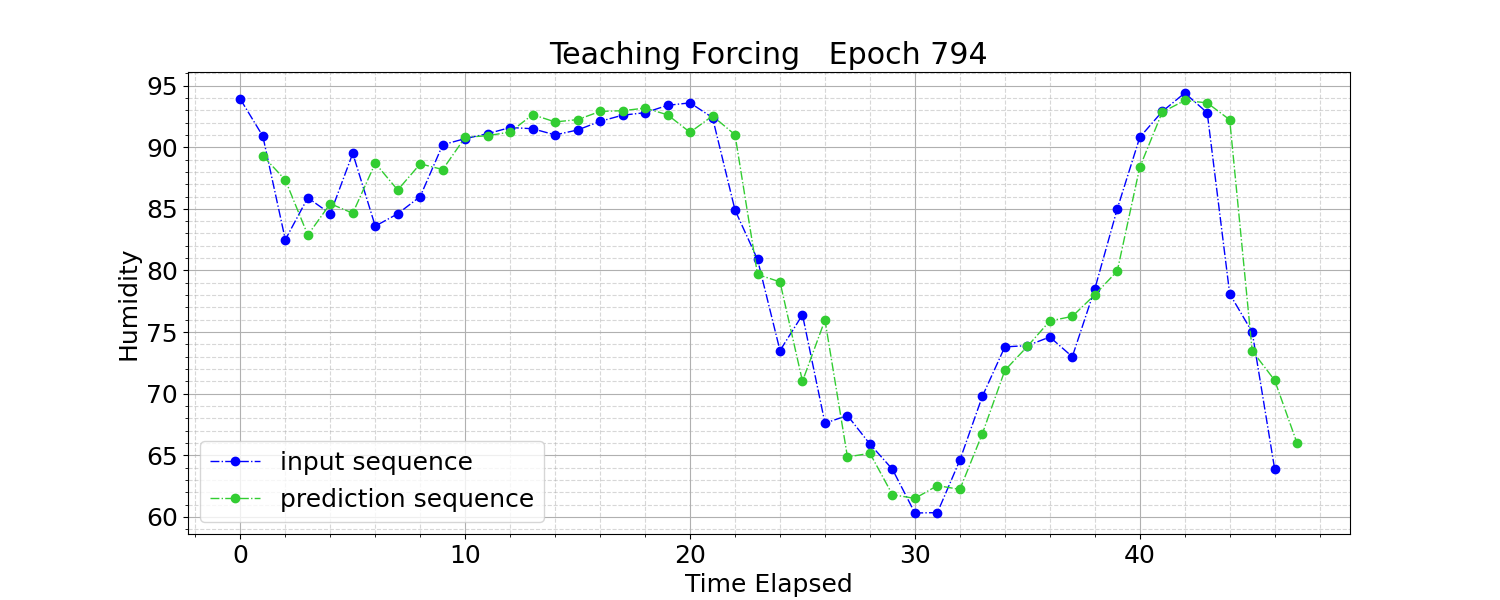 Teaching Forcing   Epoch 794
95
90
85
80
75
70
65
60
Humidity
input sequence
prediction sequence
0 10 20 30 40
Time Elapsed